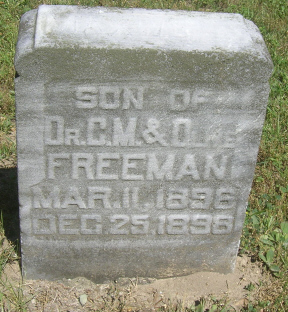 SON OF
DR. C.M. &
FREEMAN
MAR. 11. 1896
DEC. 25. 1896